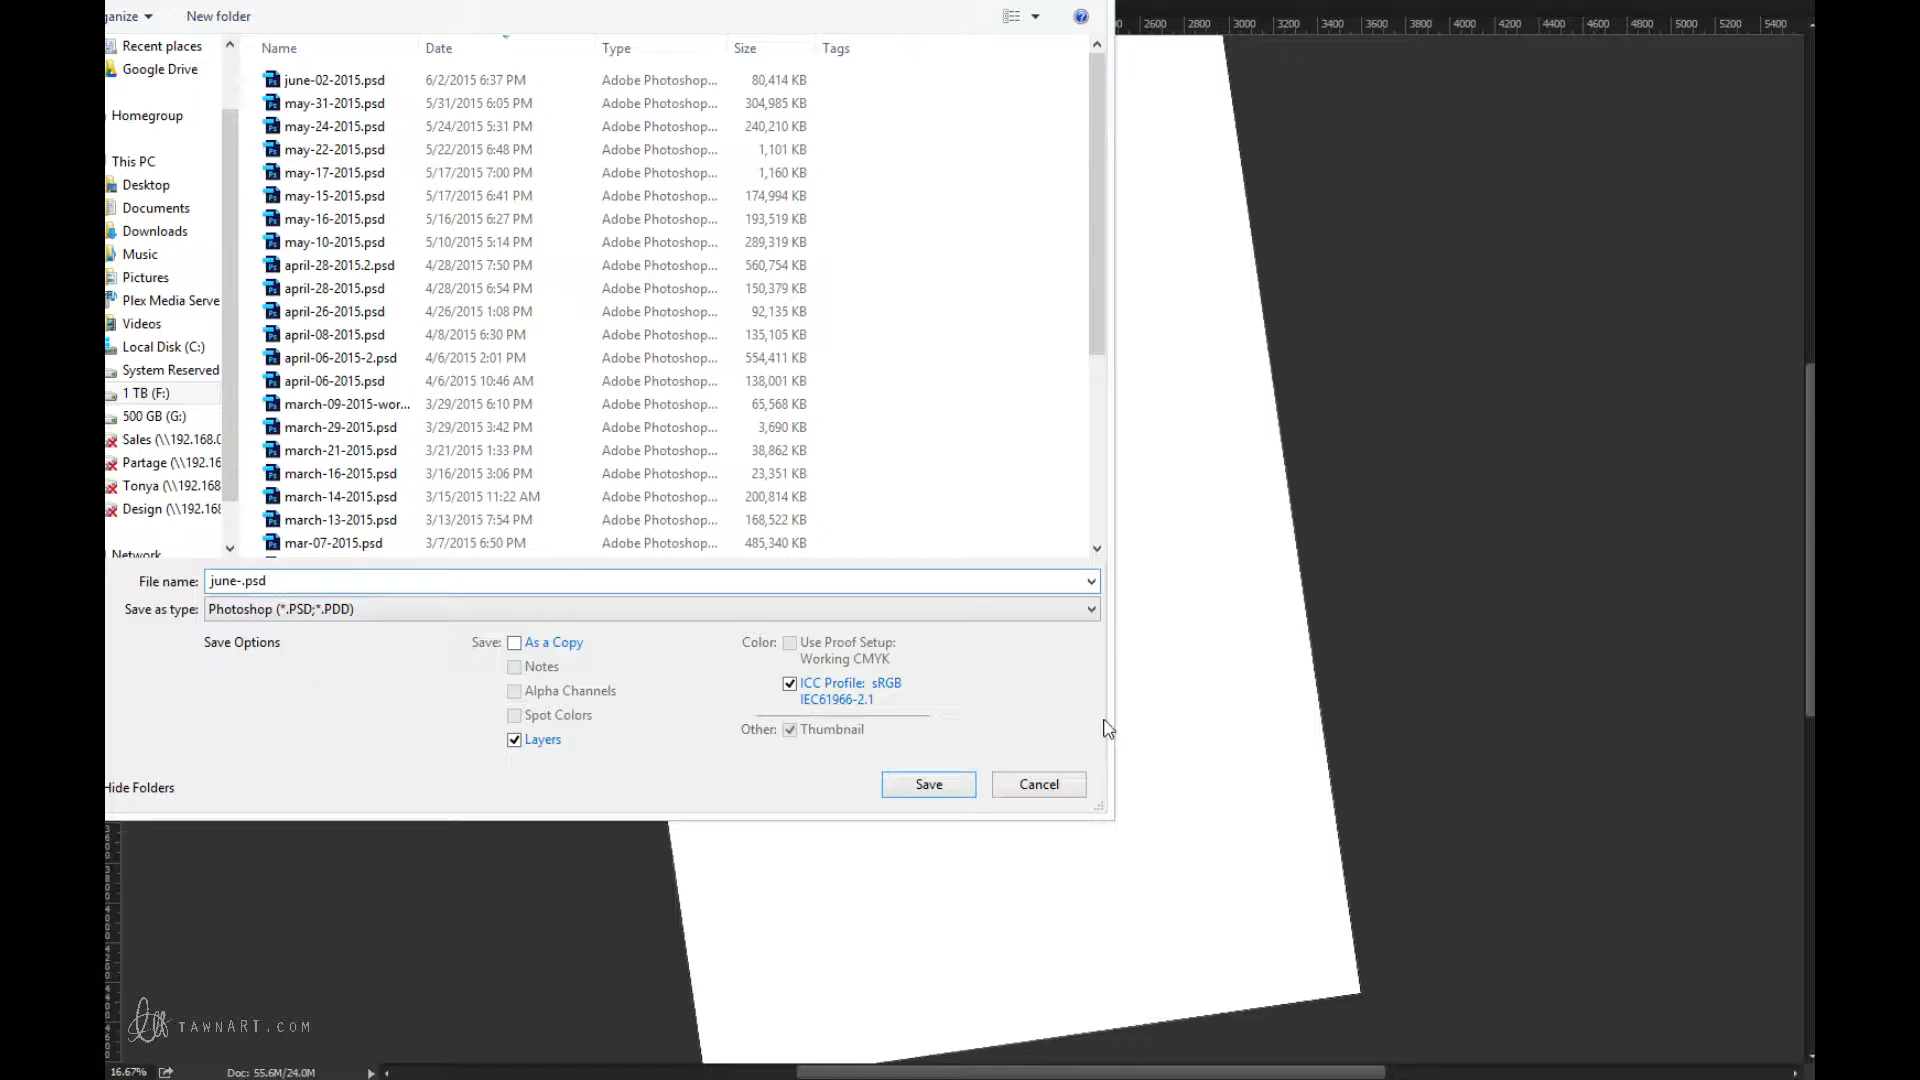 ganize New folder
2600 2800 3000 3200 3400 3600 3800 4000 4200 4400 4600 4800 5000 5200 5400
Recent places
Google Drive
Homegroup
This PC
Desktop
Documents
Downloads
Music
Pictures
Plex Media Serve
Videos
Local Disk (C:)
System Reserved
1 TB (F:)
500 GB (G:)
Sales (\\192.168.0
Partage (\\192.16
Tonya (\\192.168
Design (\\192.168
Network
Name Date Type Size Tags
june-02-2015.psd 6/2/2015 6:37 PM Adobe Photoshop... 80,414 KB
may-31-2015.psd 5/31/2015 6:05 PM Adobe Photoshop... 304,985 KB
may-24-2015.psd 5/24/2015 5:31 PM Adobe Photoshop... 240,210 KB
may-22-2015.psd 5/22/2015 6:48 PM Adobe Photoshop... 1,101 KB
may-17-2015.psd 5/17/2015 7:00 PM Adobe Photoshop... 1,160 KB
may-15-2015.psd 5/17/2015 6:41 PM Adobe Photoshop... 174,994 KB
may-16-2015.psd 5/16/2015 6:27 PM Adobe Photoshop... 193,519 KB
may-10-2015.psd 5/10/2015 5:14 PM Adobe Photoshop... 289,319 KB
april-28-2015.2.psd 4/28/2015 7:50 PM Adobe Photoshop... 560,754 KB
april-28-2015.psd 4/28/2015 6:54 PM Adobe Photoshop... 150,379 KB
april-26-2015.psd 4/26/2015 1:08 PM Adobe Photoshop... 92,135 KB
april-08-2015.psd 4/8/2015 6:30 PM Adobe Photoshop... 135,105 KB
april-06-2015-2.psd 4/6/2015 2:01 PM Adobe Photoshop... 554,411 KB
april-06-2015.psd 4/6/2015 10:46 AM Adobe Photoshop... 138,001 KB
march-09-2015-wor... 3/29/2015 6:10 PM Adobe Photoshop... 65,568 KB
march-29-2015.psd 3/29/2015 3:42 PM Adobe Photoshop... 3,690 KB
march-21-2015.psd 3/21/2015 1:33 PM Adobe Photoshop... 38,862 KB
march-16-2015.psd 3/16/2015 3:06 PM Adobe Photoshop... 23,351 KB
march-14-2015.psd 3/15/2015 11:22 AM Adobe Photoshop... 200,814 KB
march-13-2015.psd 3/13/2015 7:54 PM Adobe Photoshop... 168,522 KB
mar-07-2015.psd 3/7/2015 6:50 PM Adobe Photoshop... 485,340 KB
File name: june-.psd
Save as type: Photoshop (*.PSD;*.PDD)
Save Options
Save: As a Copy
Notes
Alpha Channels
Spot Colors
Layers
Color: Use Proof Setup:
Working CMYK
ICC Profile: sRGB
IEC61966-2.1
Other: Thumbnail
Hide Folders
Save Cancel
TAWNART.COM
16.67% Doc: 55.6M/24.0M